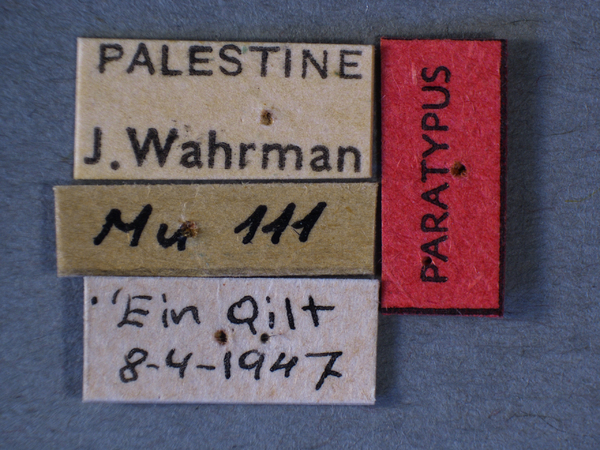 PALESTINE
J. Wahrman
Mu 111
'Ein Qilt
8-4-1947
PARATYPUS